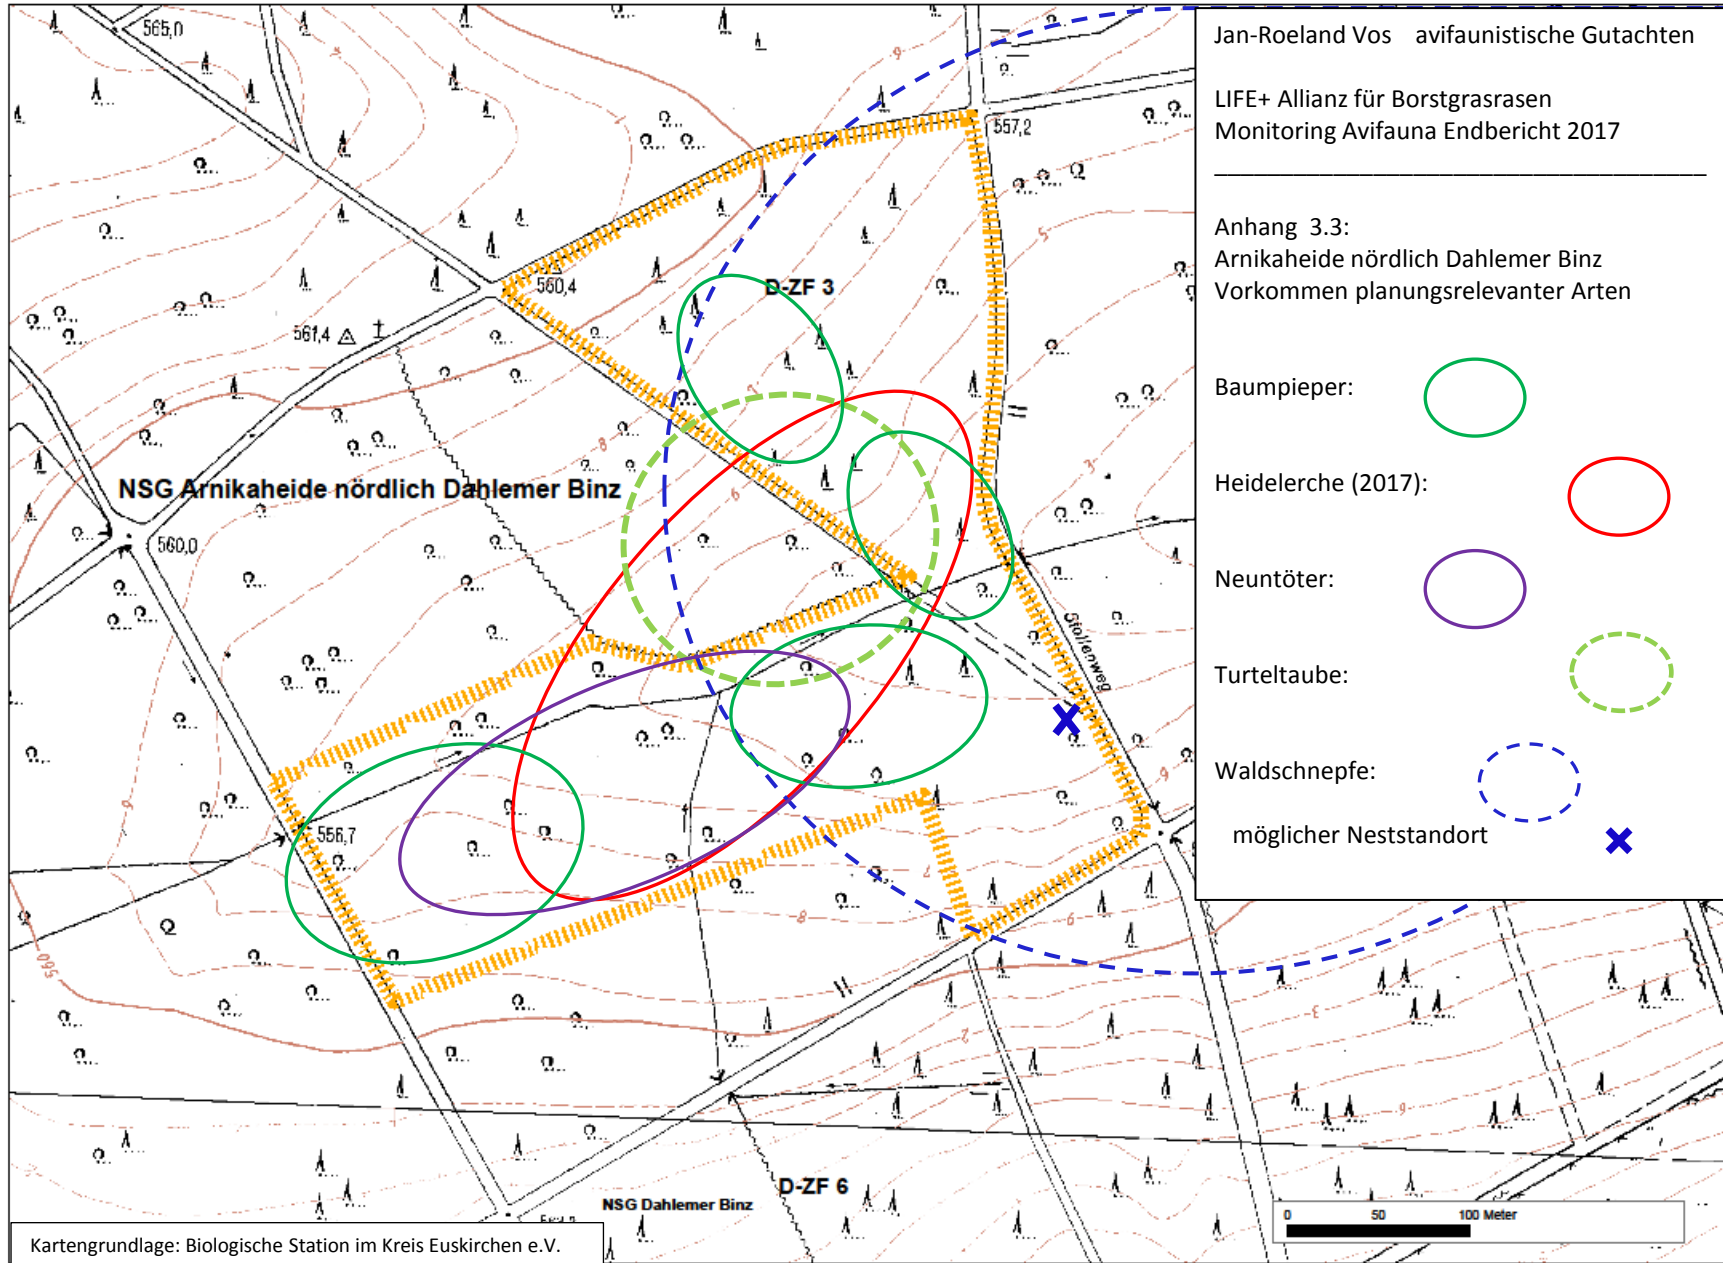 Jan-Roeland Vos avifaunistische Gutachten
LIFE+ Allianz für Borstgrasrasen
Monitoring Avifauna Endbericht 2017
Anhang 3.3:
Arnikaheide nördlich Dahlemer Binz
Vorkommen planungsrelevanter Arten
Baumpieper:
Heidelerche (2017):
Neuntöter:
Turteltaube:
Waldschnepfe:
möglicher Neststandort
565,0
557,2
D-ZF 3
560,4
561,4
NSG Arnikaheide nördlich Dahlemer Binz
560,0
Stollenweg
556,7
560
D-ZF 6
NSG Dahlemer Binz
0 50 100 Meter
Kartengrundlage: Biologische Station im Kreis Euskirchen e.V.